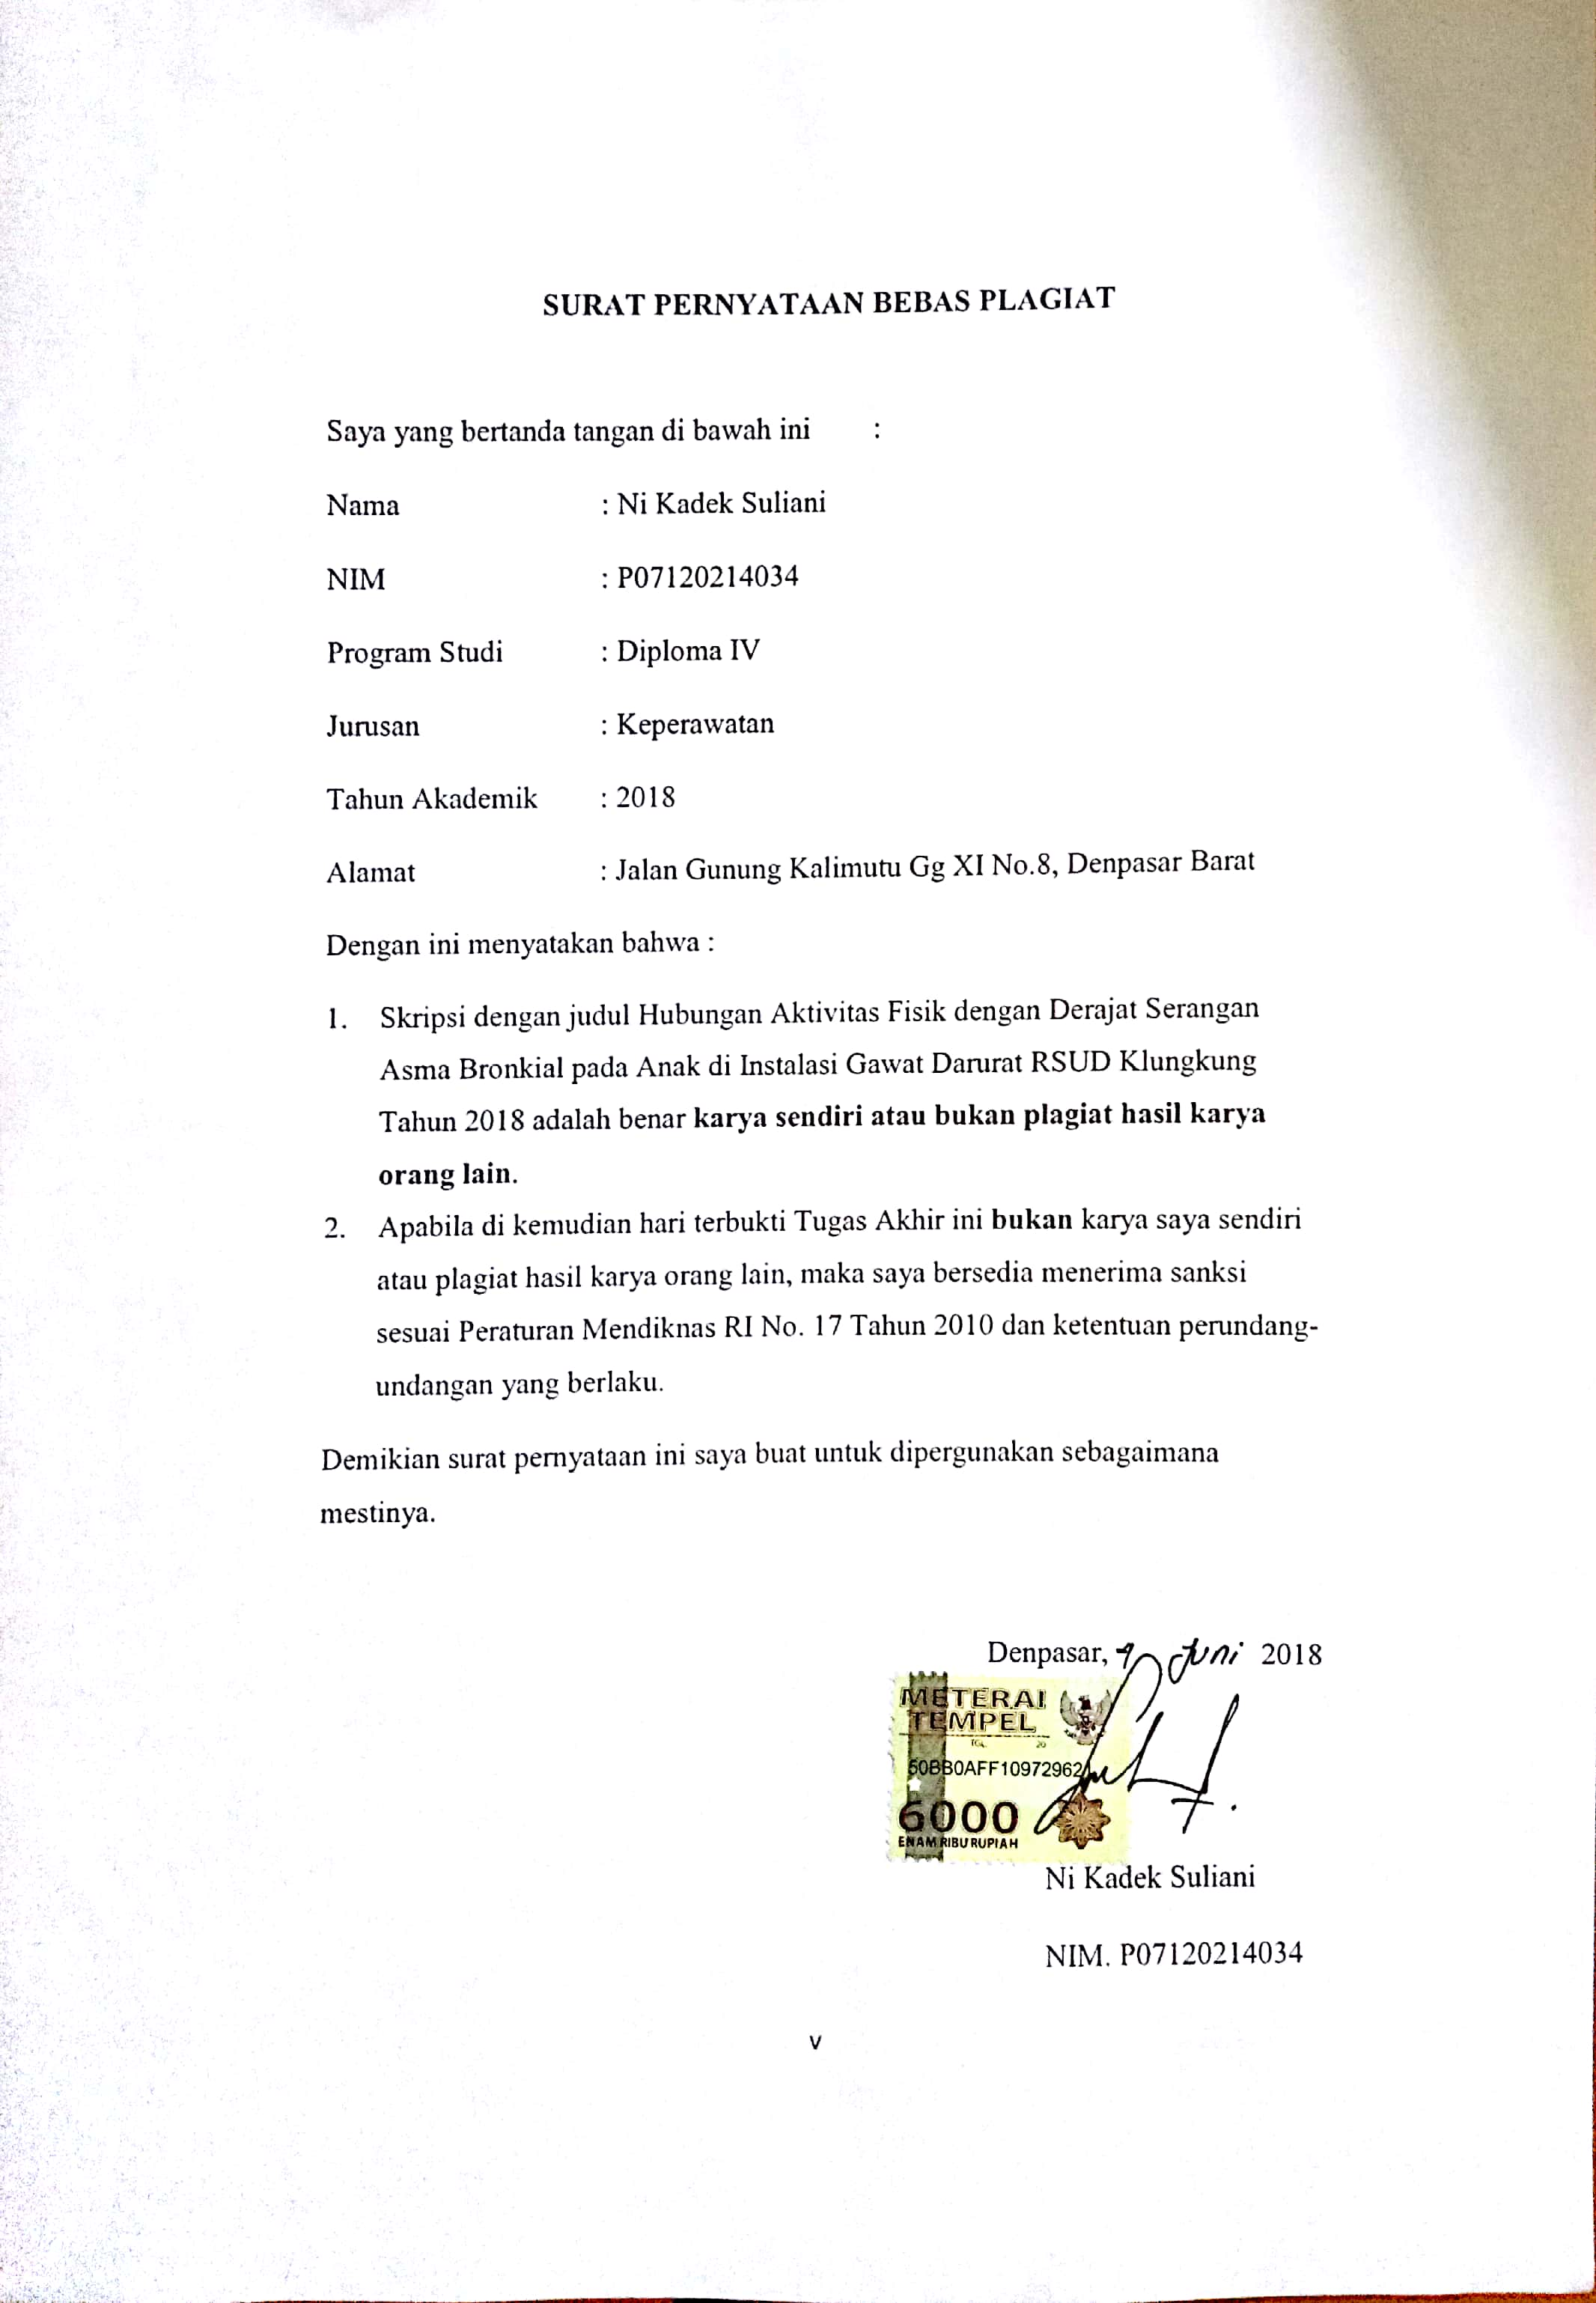 SURAT PERNYATAAN BEBAS PLAGIAT
Saya yang bertanda tangan di bawah ini :
Nama : Ni Kadek Suliani
NIM : P07120214034
Program Studi : Diploma IV
Jurusan : Keperawatan
Tahun Akademik : 2018
Alamat : Jalan Gunung Kalimutu Gg XI No.8, Denpasar Barat
Dengan ini menyatakan bahwa :
1. Skripsi dengan judul Hubungan Aktivitas Fisik dengan Derajat Serangan
Asma Bronkial pada Anak di Instalasi Gawat Darurat RSUD Klungkung
Tahun 2018 adalah benar karya sendiri atau bukan plagiat hasil karya
orang lain.
2. Apabila di kemudian hari terbukti Tugas Akhir ini bukan karya saya sendiri
atau plagiat hasil karya orang lain, maka saya bersedia menerima sanksi
sesuai Peraturan Mendiknas RI No. 17 Tahun 2010 dan ketentuan perundang-
undangan yang berlaku.
Demikian surat pernyataan ini saya buat untuk dipergunakan sebagaimana
mestinya.
Denpasar, Juni 2018
METERAI
TEMPEL
TGL. 20
60BB0AFF10972962
6000
ENAM RIBU RUPIAH
Ni Kadek Suliani
NIM. P07120214034
v